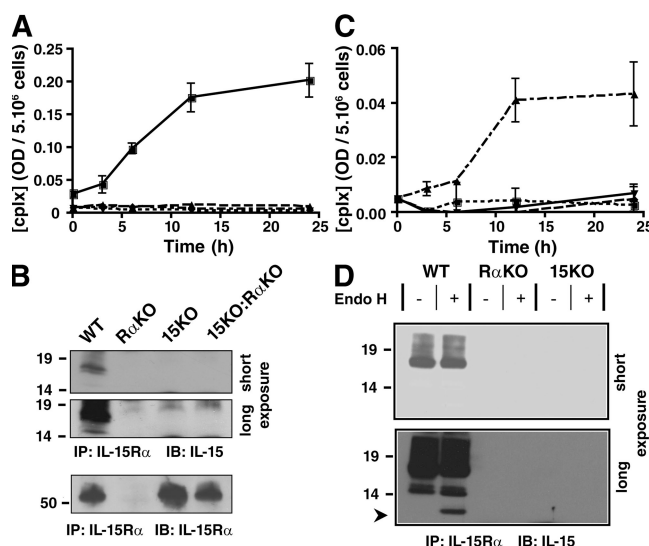 A
[cplx] (OD / 5.10⁶ cells)
0.20
0.15
0.10
0.05
0
0 5 10 15 20 25
Time (h)
C
[cplx] (OD / 5.10⁶ cells)
0.06
0.04
0.02
0.00
0 5 10 15 20 25
Time (h)
B
WT RαKO 15KO 15KO:RαKO
19
14
short
19
14
long
exposure
IP: IL-15Rα IB: IL-15
50
IP: IL-15Rα IB: IL-15Rα
D
WT RαKO 15KO
Endo H - + - + - +
19
14
short
19
14
long
exposure
IP: IL-15Rα IB: IL-15